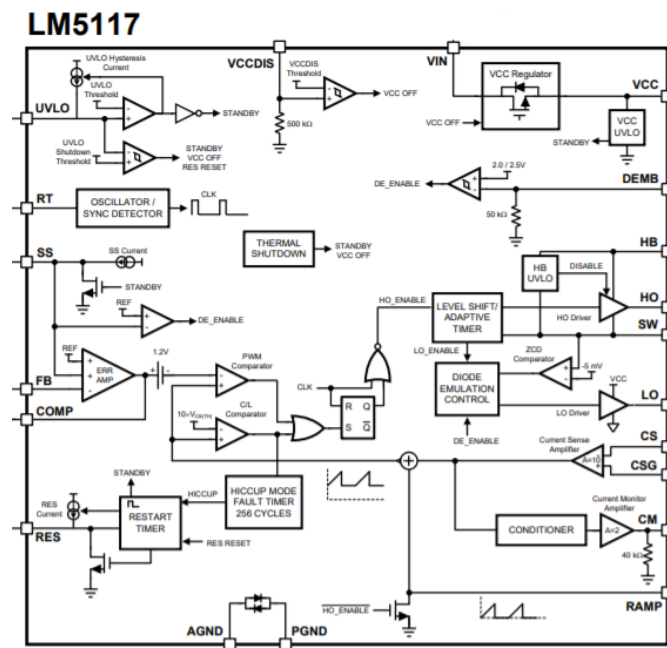 LM5117
UVLO Hysteresis
Current
VCCDIS
VIN
VCCDIS
Threshold
VCC Regulator
VCC
UVLO
Threshold
UVLO
STANDBY
VCC OFF
500 kΩ
VCC OFF
VCC
UVLO
STANDBY
UVLO
Shutdown
Threshold
STANDBY
VCC OFF
RES RESET
2.0 / 2.5V
DE_ENABLE
DEMB
50 kΩ
RT
OSCILLATOR /
SYNC DETECTOR
CLK
SS
SS Current
THERMAL
SHUTDOWN
STANDBY
VCC OFF
STANDBY
HB
HB
UVLO
DISABLE
REF
DE_ENABLE
HO_ENABLE
LEVEL SHIFT/
ADAPTIVE
TIMER
HO Driver
HO
SW
LO_ENABLE
ZCD
Comparator
-5 mV
REF
ERR
AMP
1.2V
PWM
Comparator
FB
COMP
CLK
C/L
Comparator
R Q
S Q
DIODE
EMULATION
CONTROL
VCC
LO Driver
LO
DE_ENABLE
CS
Current Sense
Amplifier
A=10
CSG
STANDBY
HICCUP
HICCUP MODE
FAULT TIMER
256 CYCLES
RES
Current
RESTART
TIMER
RES
RES RESET
CONDITIONER
Current Monitor
Amplifier
A=2
CM
40 kΩ
HO_ENABLE
RAMP
AGND
PGND